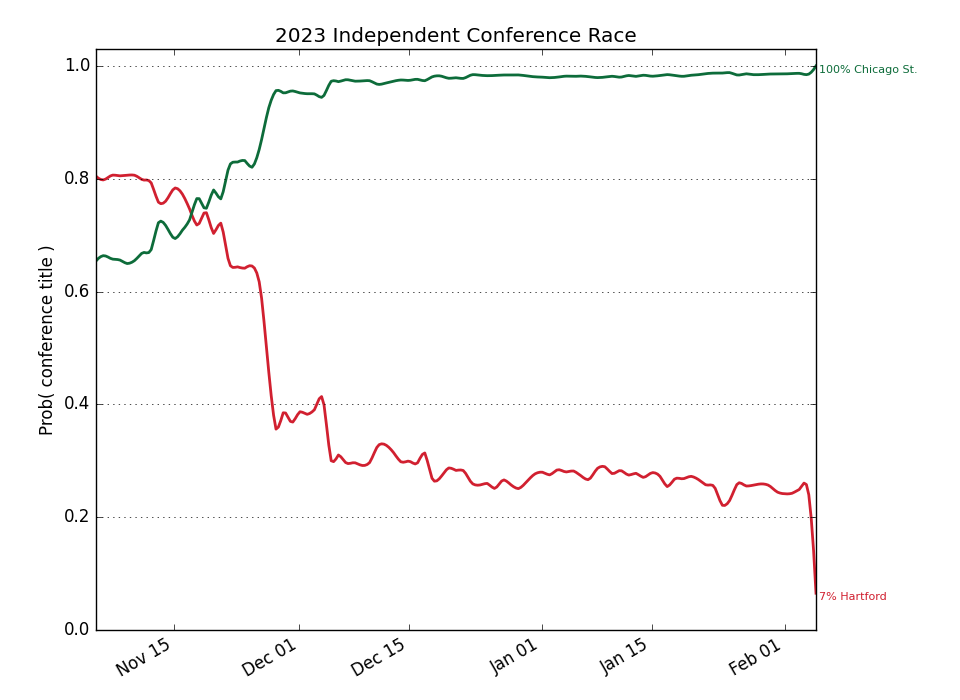 2023 Independent Conference Race
1.0
0.8
0.6
0.4
0.2
0.0
Prob( conference title )
Nov 15
Dec 01
Dec 15
Jan 01
Jan 15
Feb 01
100% Chicago St.
7% Hartford